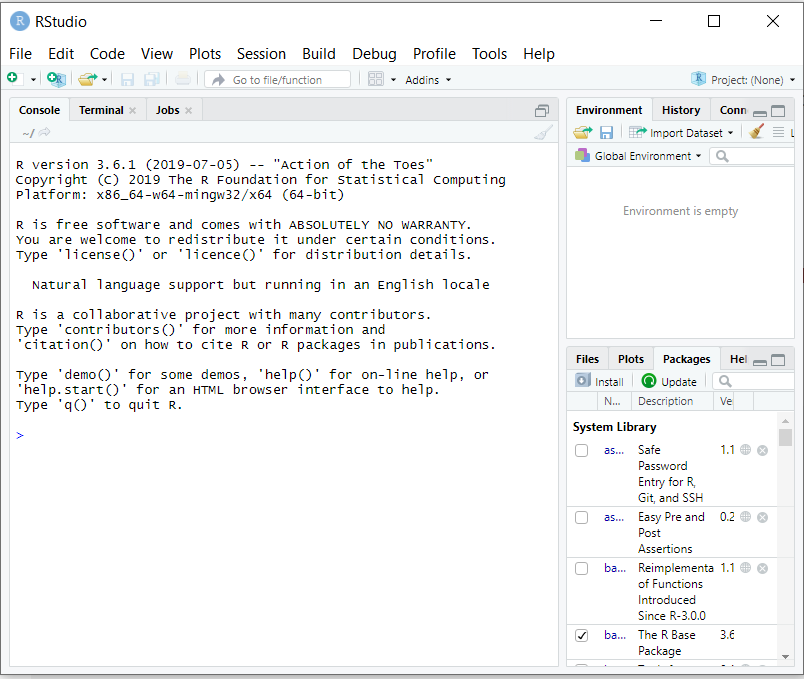 RStudio
File Edit Code View Plots Session Build Debug Profile Tools Help
Go to file/function Addins Project: (None)
Console Terminal Jobs
~/
R version 3.6.1 (2019-07-05) -- "Action of the Toes"
Copyright (C) 2019 The R Foundation for Statistical Computing
Platform: x86_64-w64-mingw32/x64 (64-bit)
R is free software and comes with ABSOLUTELY NO WARRANTY.
You are welcome to redistribute it under certain conditions.
Type 'license()' or 'licence()' for distribution details.
Natural language support but running in an English locale
R is a collaborative project with many contributors.
Type 'contributors()' for more information and
'citation()' on how to cite R or R packages in publications.
Type 'demo()' for some demos, 'help()' for on-line help, or
'help.start()' for an HTML browser interface to help.
Type 'q()' to quit R.
>
Environment History Conn
Import Dataset L
Global Environment
Environment is empty
Files Plots Packages Hel
Install Update
N... Description Ve
System Library
as... Safe 1.1
Password
Entry for R,
Git, and SSH
as... Easy Pre and 0.2
Post
Assertions
ba... Reimplementa 1.1
of Functions
Introduced
Since R-3.0.0
ba... The R Base 3.6
Package